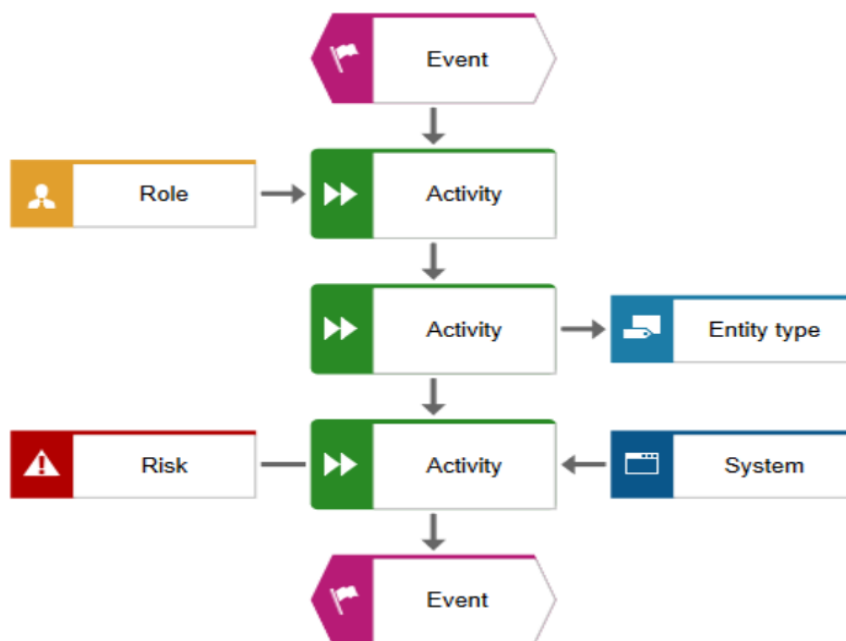 Event
Role
Activity
Activity
Entity type
Risk
Activity
System
Event